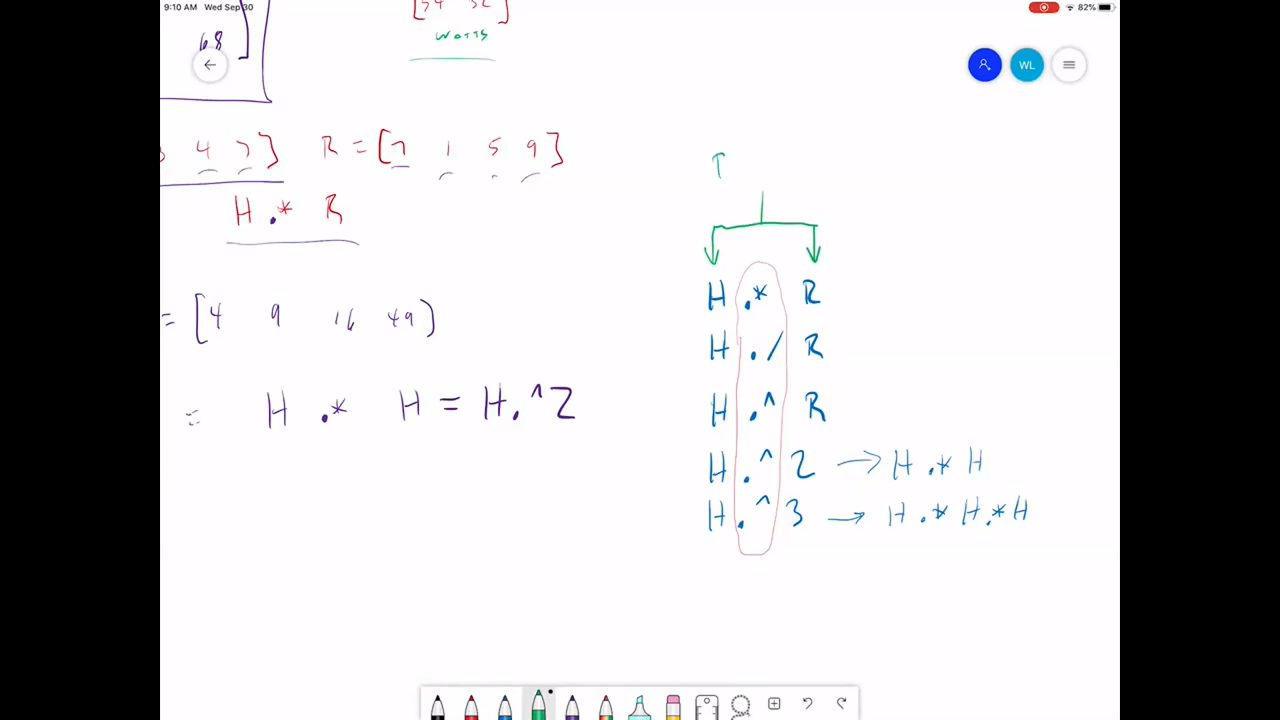 9:10 AM Wed Sep 30
82%
WL
68
WATTS
4 7] R = [7 1 5 9]
H .* R
= [4 9 16 49]
= H .* H = H.^2
T
H .* R
H ./ R
H .^ R
H .^ 2 → H .* H
H .^ 3 → H .* H .* H